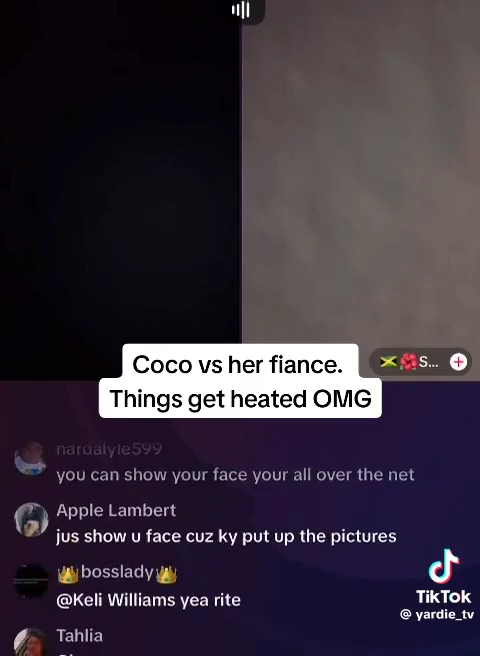 S...
Coco vs her fiance.
Things get heated OMG
nardalyle599
you can show your face your all over the net
Apple Lambert
jus show u face cuz ky put up the pictures
👑bosslady👑
@Keli Williams yea rite
Tahlia
TikTok
@ yardie_tv